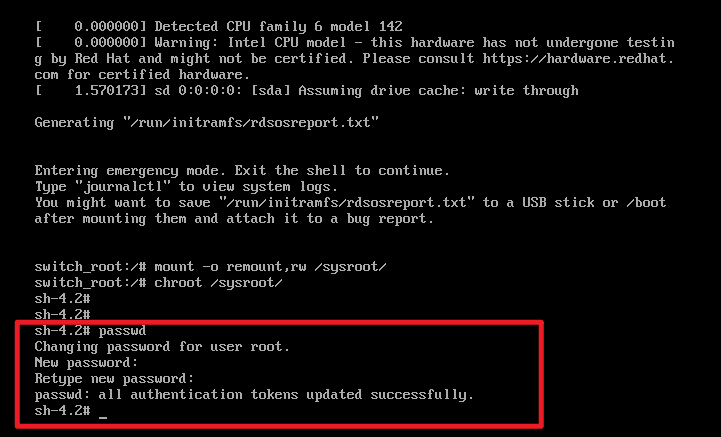 [    0.000000] Detected CPU family 6 model 142
[    0.000000] Warning: Intel CPU model - this hardware has not undergone testin
g by Red Hat and might not be certified. Please consult https://hardware.redhat.
com for certified hardware.
[    1.570173] sd 0:0:0:0: [sda] Assuming drive cache: write through
Generating "/run/initramfs/rdsosreport.txt"
Entering emergency mode. Exit the shell to continue.
Type "journalctl" to view system logs.
You might want to save "/run/initramfs/rdsosreport.txt" to a USB stick or /boot
after mounting them and attach it to a bug report.
switch_root:/# mount -o remount,rw /sysroot/
switch_root:/# chroot /sysroot/
sh-4.2#
sh-4.2#
sh-4.2# passwd
Changing password for user root.
New password:
Retype new password:
passwd: all authentication tokens updated successfully.
sh-4.2# _